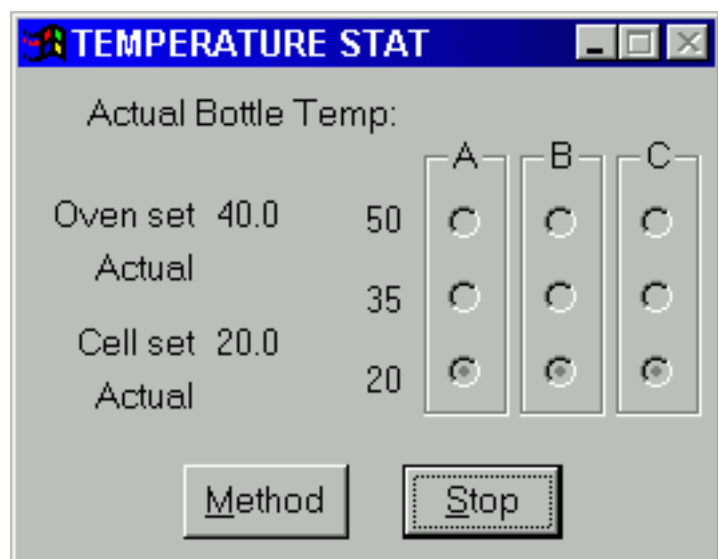 TEMPERATURE STAT
Actual Bottle Temp:
A B C
Oven set 40.0 50
Actual
35
Cell set 20.0
20
Actual
Method Stop